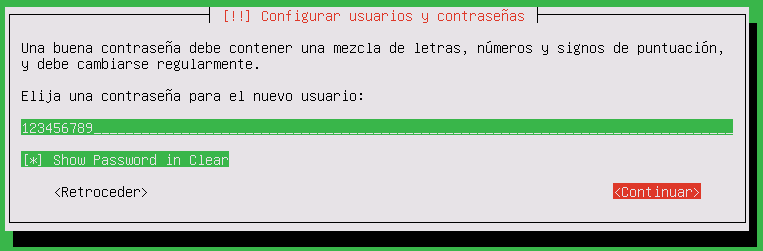 [!!] Configurar usuarios y contraseñas
Una buena contraseña debe contener una mezcla de letras, números y signos de puntuación,
y debe cambiarse regularmente.
Elija una contraseña para el nuevo usuario:
123456789
[*] Show Password in Clear
<Retroceder> <Continuar>